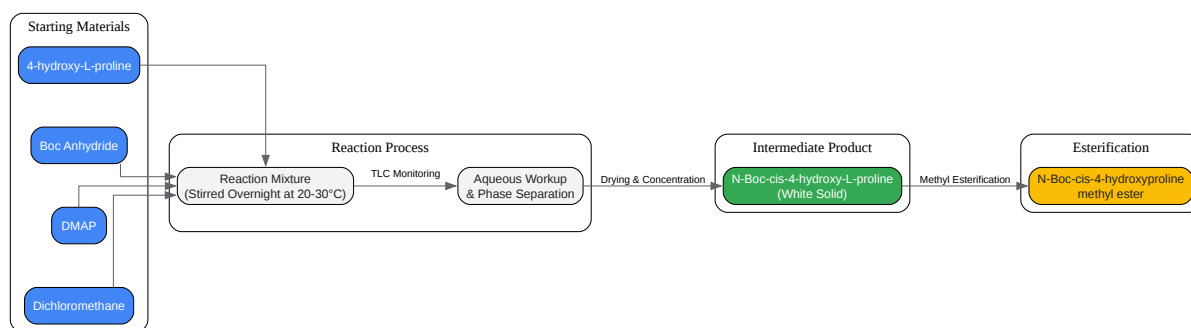 Starting Materials
4-hydroxy-L-proline
Boc Anhydride
DMAP
Dichloromethane
Reaction Process
Reaction Mixture
(Stirred Overnight at 20-30°C)
TLC Monitoring
Aqueous Workup
& Phase Separation
Drying & Concentration
Intermediate Product
N-Boc-cis-4-hydroxy-L-proline
(White Solid)
Methyl Esterification
Esterification
N-Boc-cis-4-hydroxyproline
methyl ester